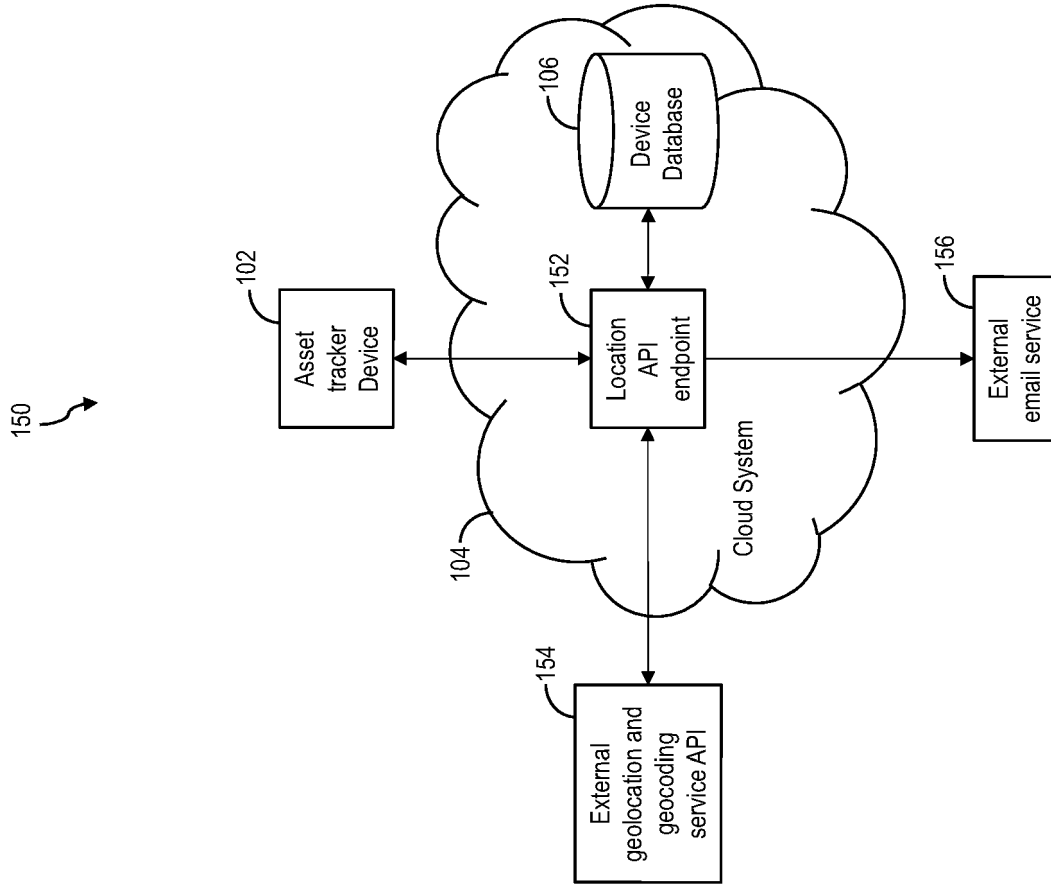 150
102
Asset
tracker
Device
106
Device
Database
152
Location
API
endpoint
104
Cloud System
154
External
geolocation and
geocoding
service API
156
External
email service